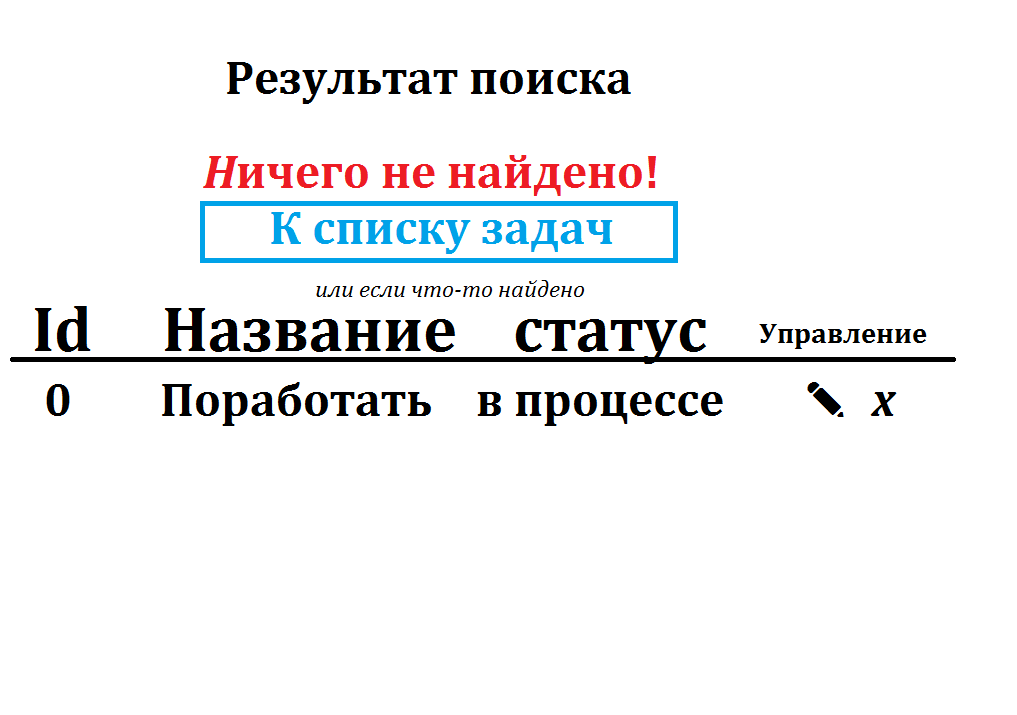 Результат поиска
Ничего не найдено!
К списку задач
или если что-то найдено
Id Название статус Управление
0 Поработать в процессе x